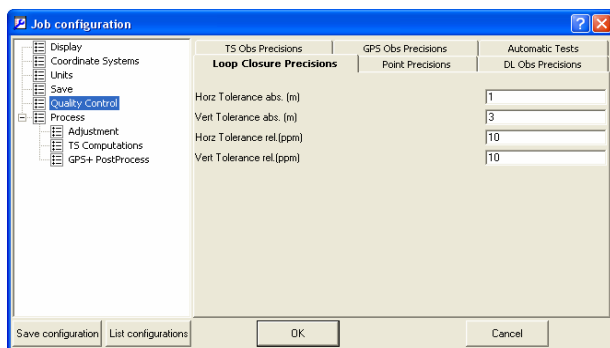 Job configuration
Display
Coordinate Systems
Units
Save
Quality Control
Process
Adjustment
TS Computations
GPS+ PostProcess
TS Obs Precisions
GPS Obs Precisions
Automatic Tests
Loop Closure Precisions
Point Precisions
DL Obs Precisions
Horz Tolerance abs. (m) 1
Vert Tolerance abs. (m) 3
Horz Tolerance rel.(ppm) 10
Vert Tolerance rel.(ppm) 10
Save configuration
List configurations
OK
Cancel